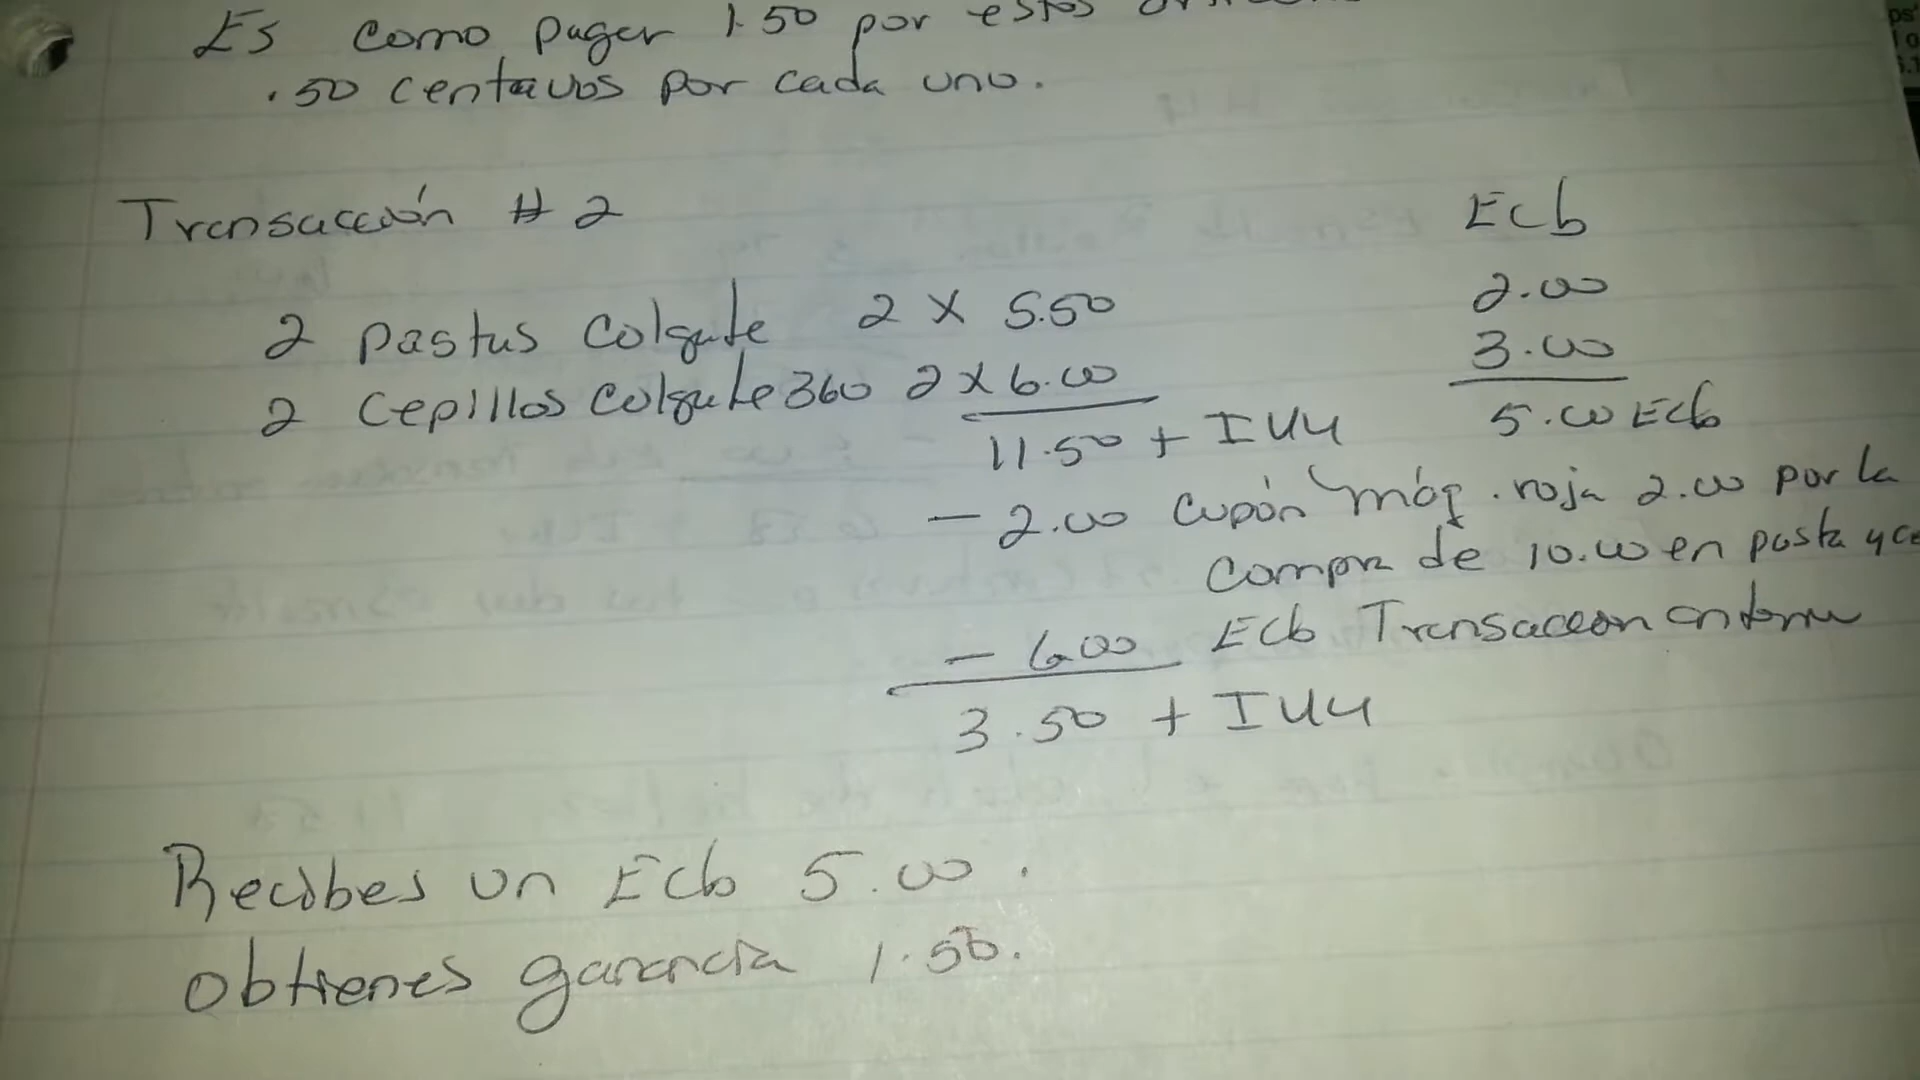 Es como pagar 1.50 por estos
.50 centavos por cada uno.
Transacción # 2
Ecb
2 pastas Colgate 2 x 5.50
2.00
2 Cepillos Colgate 360 2 x 6.00
3.00
11.50 + IVU
5.00 Ecb
- 2.00 Cupón máq. roja 2.00 por la
compra de 10.00 en pasta y ce
- 6.00 Ecb Transaccion anterior
3.50 + IVU
Recibes un Ecb 5.00.
obtienes ganancia 1.50.